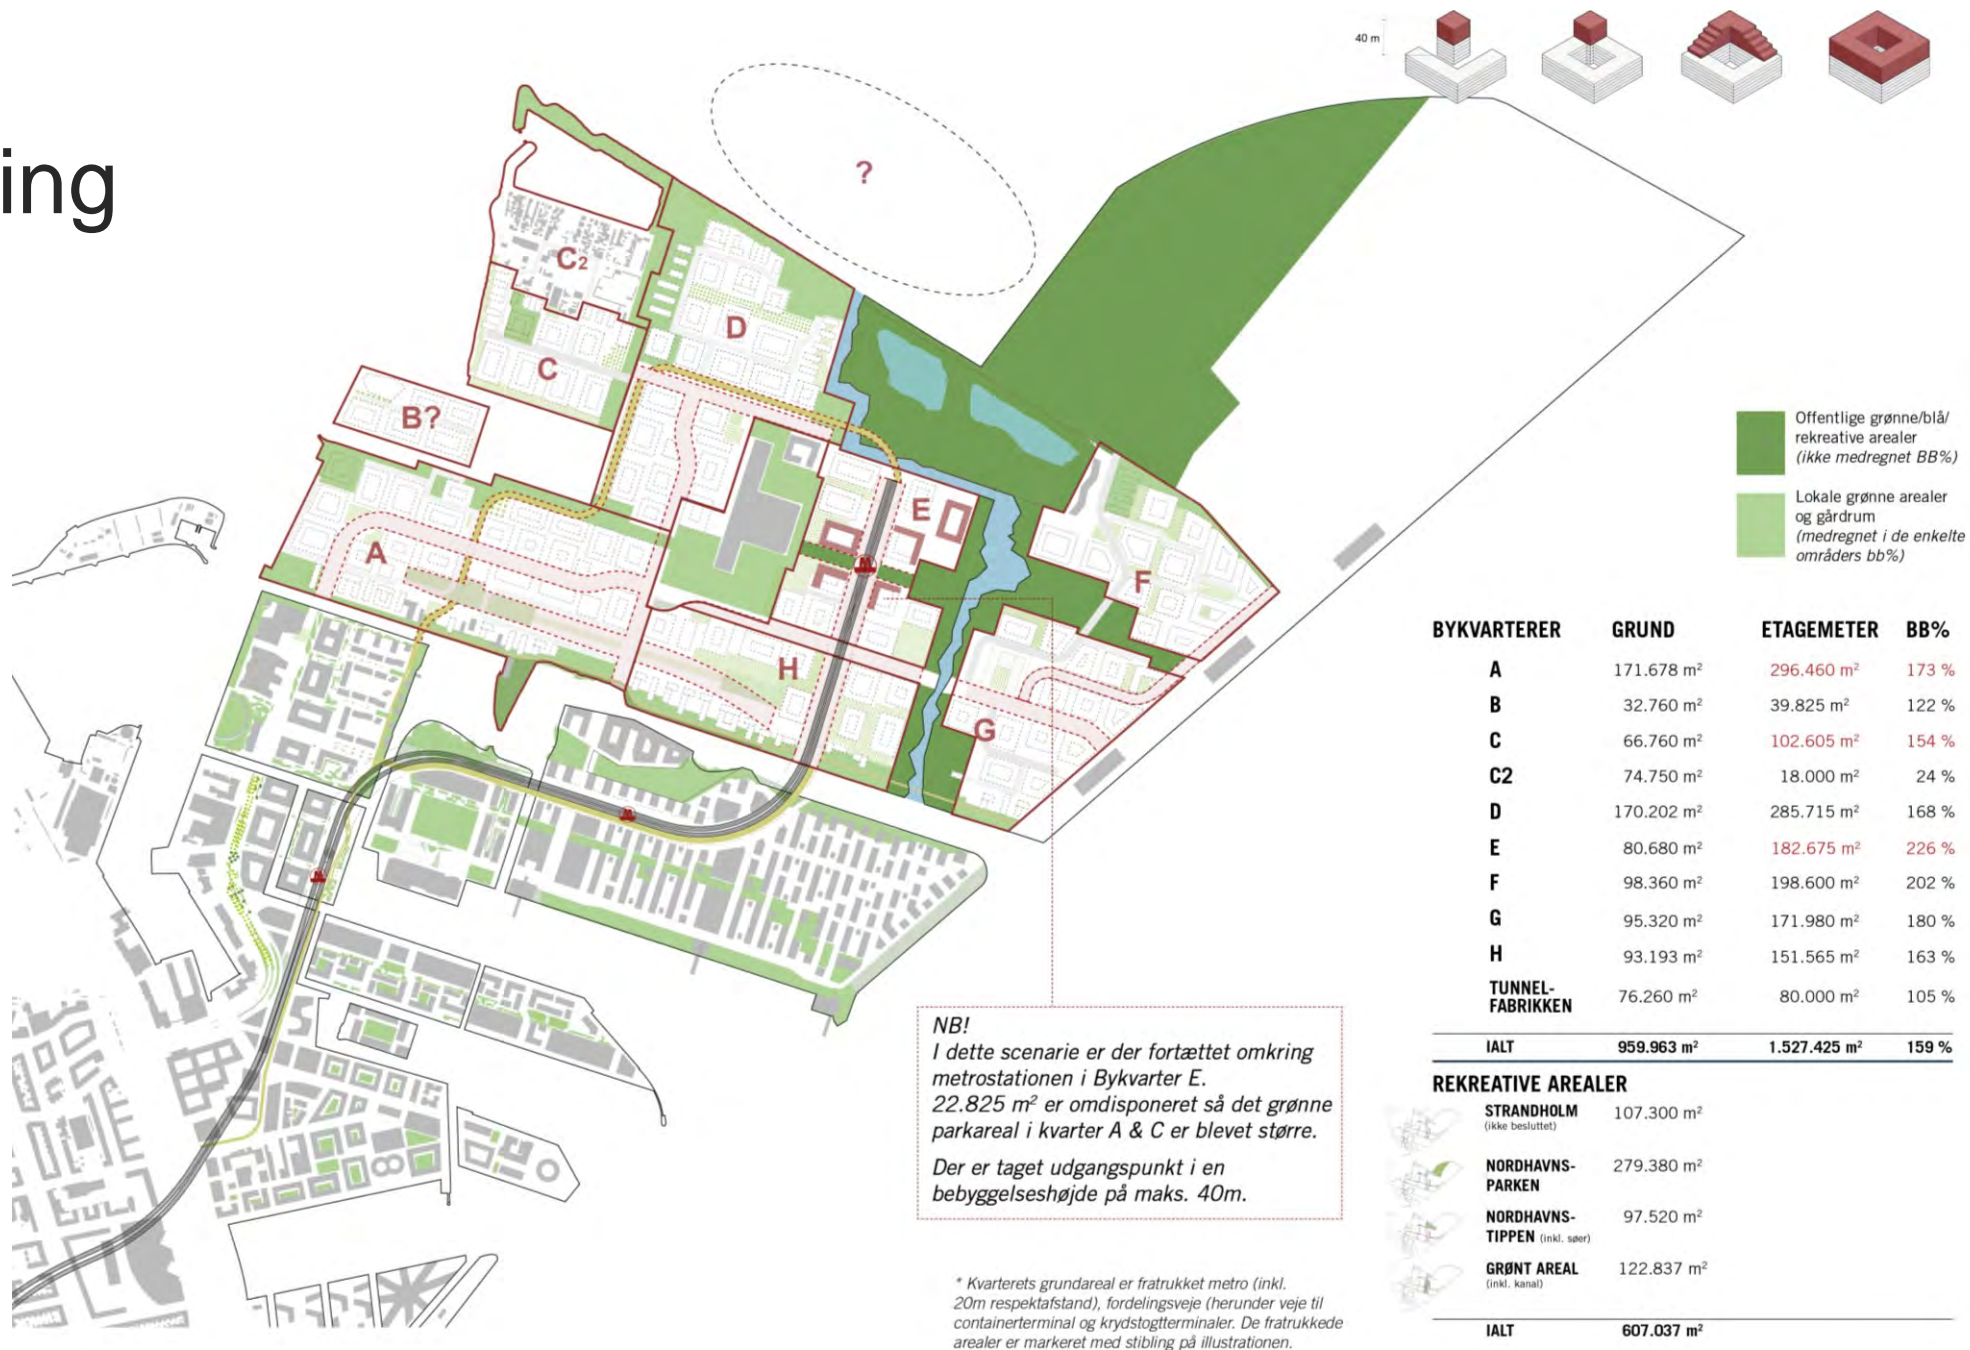 ing
40 m
?
C2
D
C
B?
E
A
F
H
G
M
M
M
Offentlige grønne/blå/
rekreative arealer
(ikke medregnet BB%)
Lokale grønne arealer
og gårdrum
(medregnet i de enkelte
områders bb%)
BYKVARTERER GRUND ETAGEMETER BB%
A 171.678 m² 296.460 m² 173 %
B 32.760 m² 39.825 m² 122 %
C 66.760 m² 102.605 m² 154 %
C2 74.750 m² 18.000 m² 24 %
D 170.202 m² 285.715 m² 168 %
E 80.680 m² 182.675 m² 226 %
F 98.360 m² 198.600 m² 202 %
G 95.320 m² 171.980 m² 180 %
H 93.193 m² 151.565 m² 163 %
TUNNEL-
FABRIKKEN 76.260 m² 80.000 m² 105 %
IALT 959.963 m² 1.527.425 m² 159 %
REKREATIVE AREALER
STRANDHOLM 107.300 m²
(ikke besluttet)
NORDHAVNS- 279.380 m²
PARKEN
NORDHAVNS- 97.520 m²
TIPPEN (inkl. søer)
GRØNT AREAL 122.837 m²
(inkl. kanal)
IALT 607.037 m²
NB!
I dette scenarie er der fortættet omkring
metrostationen i Bykvarter E.
22.825 m² er omdisponeret så det grønne
parkareal i kvarter A & C er blevet større.
Der er taget udgangspunkt i en
bebyggelseshøjde på maks. 40m.
* Kvarterets grundareal er fratrukket metro (inkl.
20m respektafstand), fordelingsveje (herunder veje til
containerterminal og krydstogtterminaler. De fratrukkede
arealer er markeret med stibling på illustrationen.